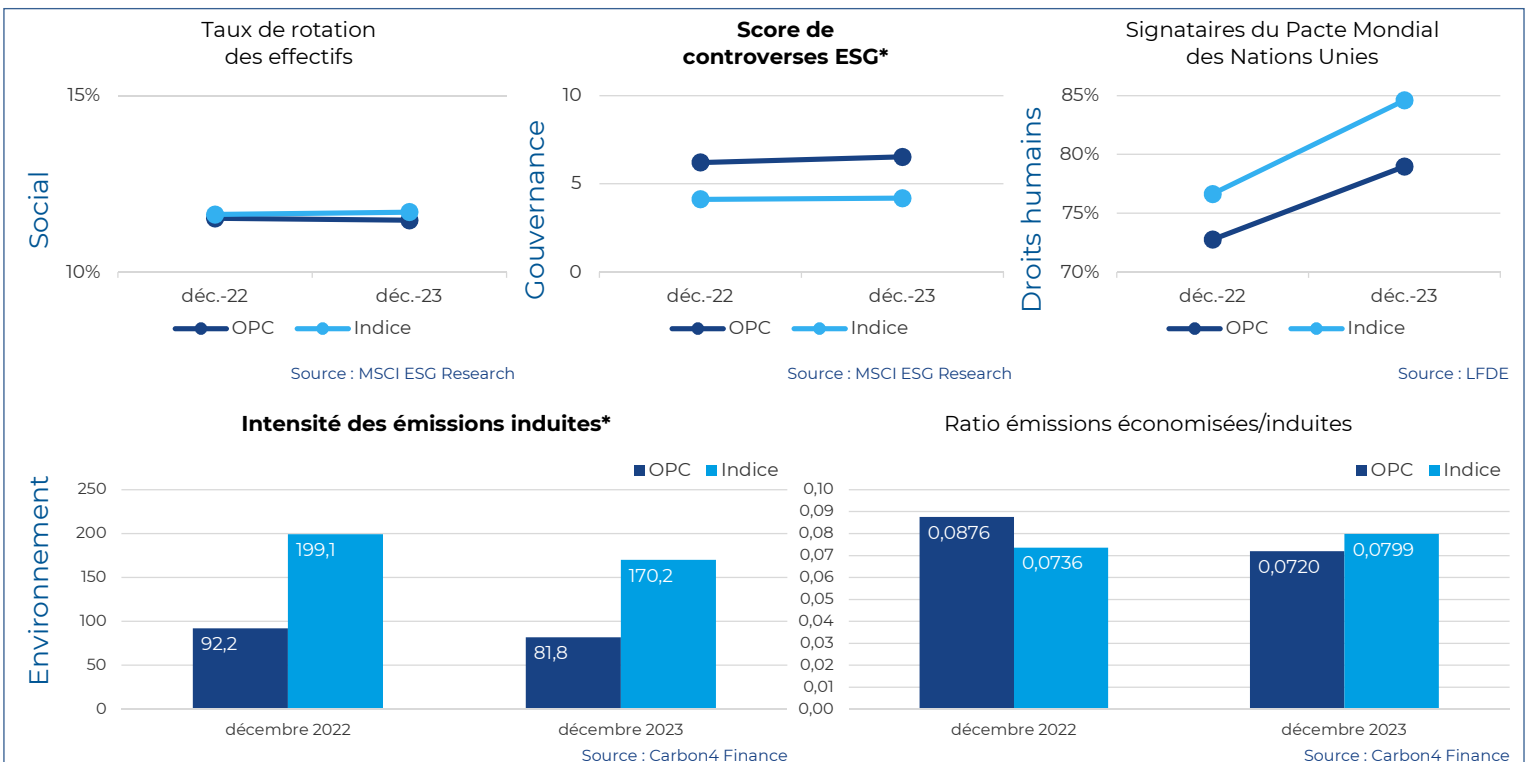 Taux de rotation
des effectifs
Social
15%
10%
déc.-22
déc.-23
OPC
Indice
Source : MSCI ESG Research
Score de
controverses ESG*
Gouvernance
10
5
0
déc.-22
déc.-23
OPC
Indice
Source : MSCI ESG Research
Signataires du Pacte Mondial
des Nations Unies
Droits humains
85%
80%
75%
70%
déc.-22
déc.-23
OPC
Indice
Source : LFDE
Intensité des émissions induites*
Environnement
OPC
Indice
250
200
150
100
50
0
92,2
199,1
81,8
170,2
décembre 2022
décembre 2023
Source : Carbon4 Finance
Ratio émissions économisées/induites
OPC
Indice
0,10
0,09
0,08
0,07
0,06
0,05
0,04
0,03
0,02
0,01
0,00
0,0876
0,0736
0,0720
0,0799
décembre 2022
décembre 2023
Source : Carbon4 Finance